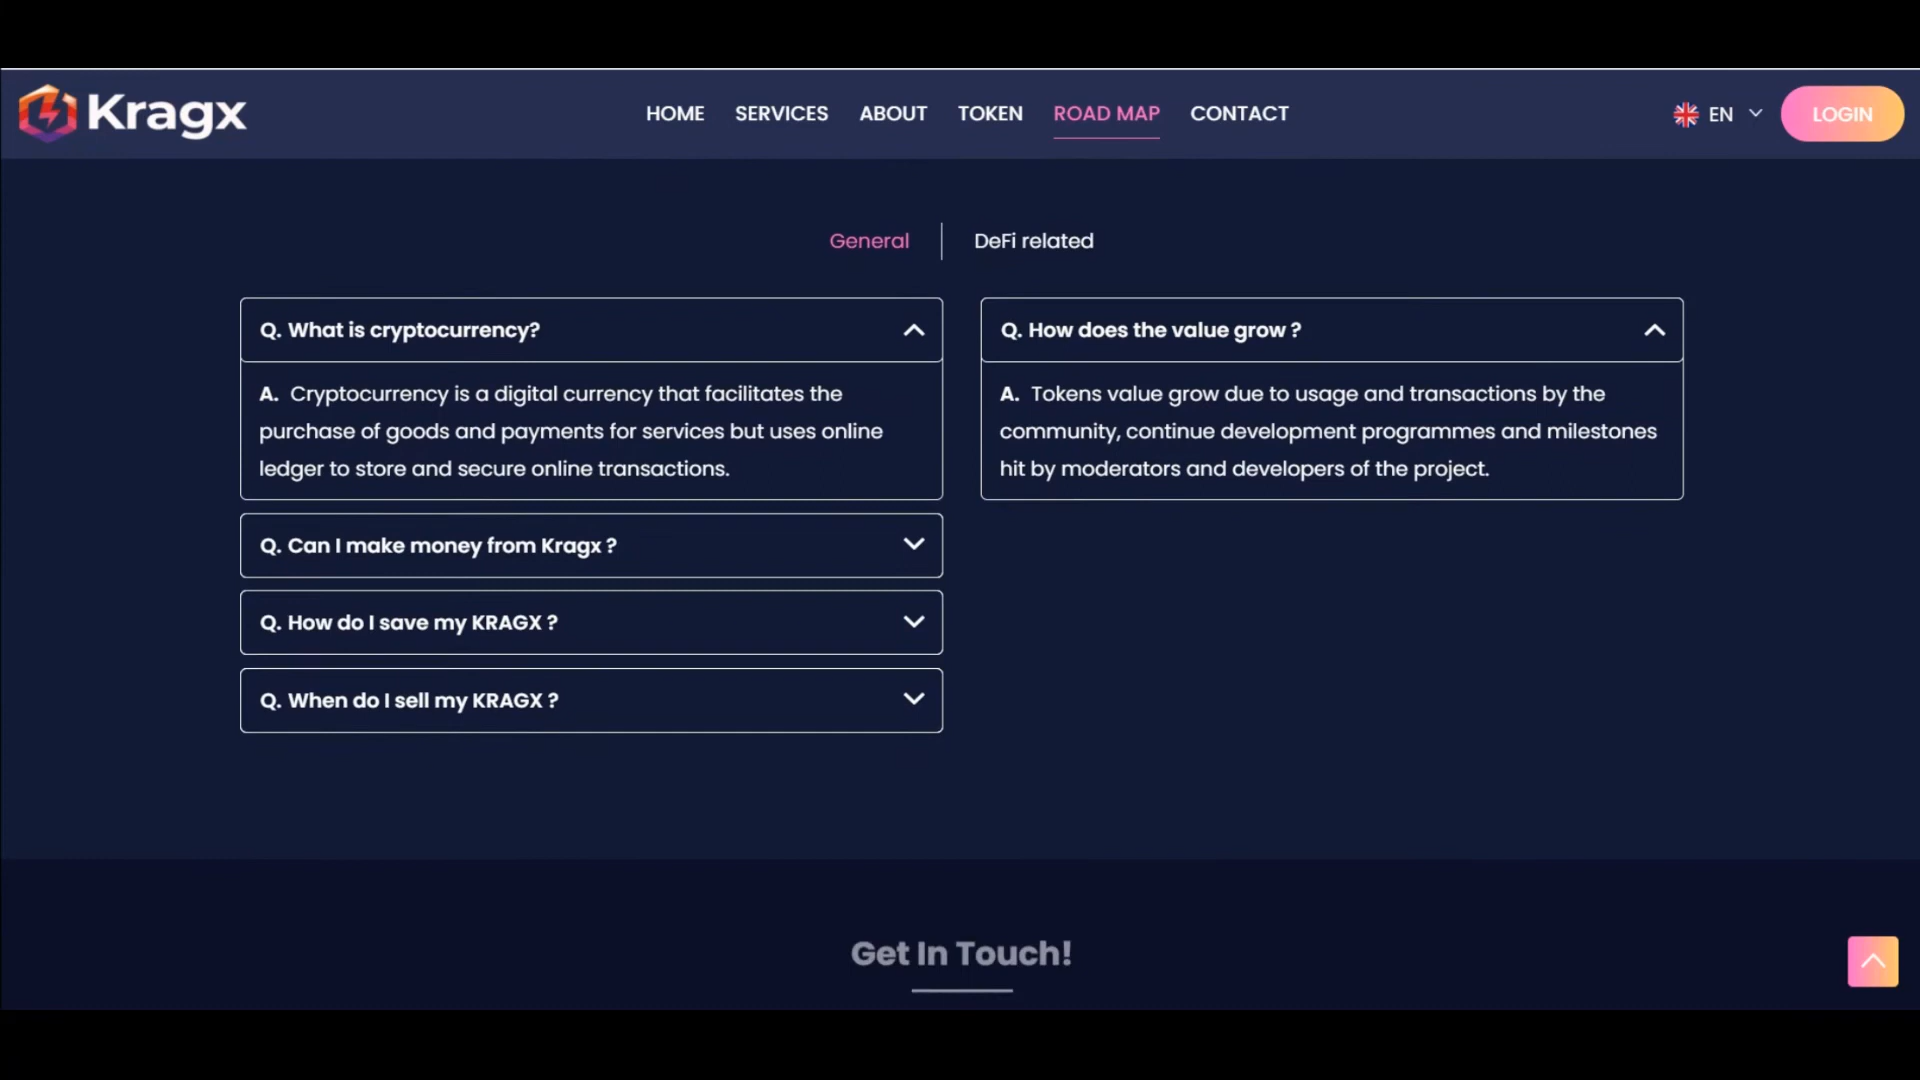 Kragx
HOME SERVICES ABOUT TOKEN ROAD MAP CONTACT
EN
LOGIN
General
DeFi related
Q. What is cryptocurrency?
A. Cryptocurrency is a digital currency that facilitates the
purchase of goods and payments for services but uses online
ledger to store and secure online transactions.
Q. Can I make money from Kragx ?
Q. How do I save my KRAGX ?
Q. When do I sell my KRAGX ?
Q. How does the value grow ?
A. Tokens value grow due to usage and transactions by the
community, continue development programmes and milestones
hit by moderators and developers of the project.
Get In Touch!